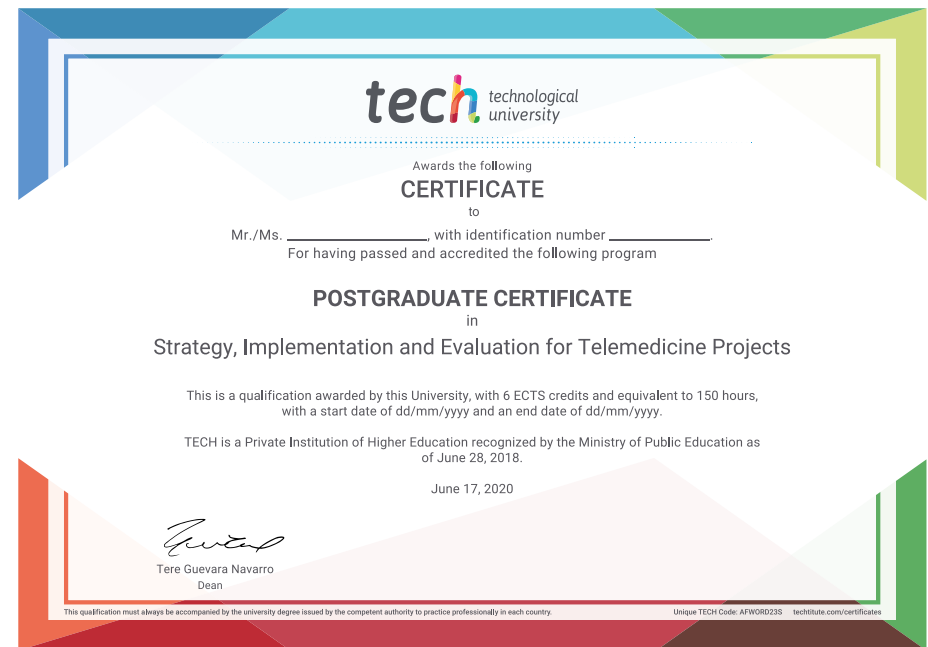 tech technological
university
Awards the following
CERTIFICATE
to
Mr./Ms. ____________________, with identification number ______________.
For having passed and accredited the following program
POSTGRADUATE CERTIFICATE
in
Strategy, Implementation and Evaluation for Telemedicine Projects
This is a qualification awarded by this University, with 6 ECTS credits and equivalent to 150 hours,
with a start date of dd/mm/yyyy and an end date of dd/mm/yyyy.
TECH is a Private Institution of Higher Education recognized by the Ministry of Public Education as
of June 28, 2018.
June 17, 2020
Tere Guevara Navarro
Dean
This qualification must always be accompanied by the university degree issued by the competent authority to practice professionally in each country.
Unique TECH Code: AFWORD23S techtitute.com/certificates